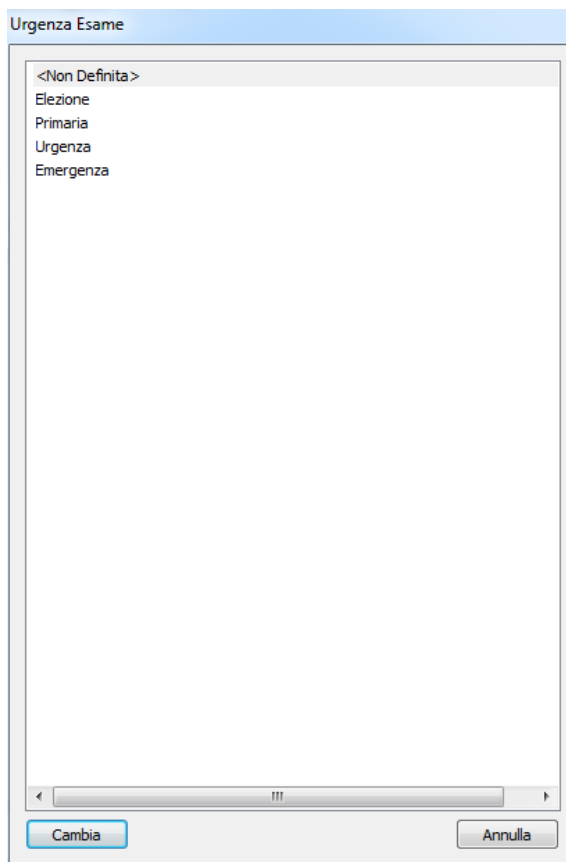 Urgenza Esame
<Non Definita>
Elezione
Primaria
Urgenza
Emergenza
Cambia
Annulla